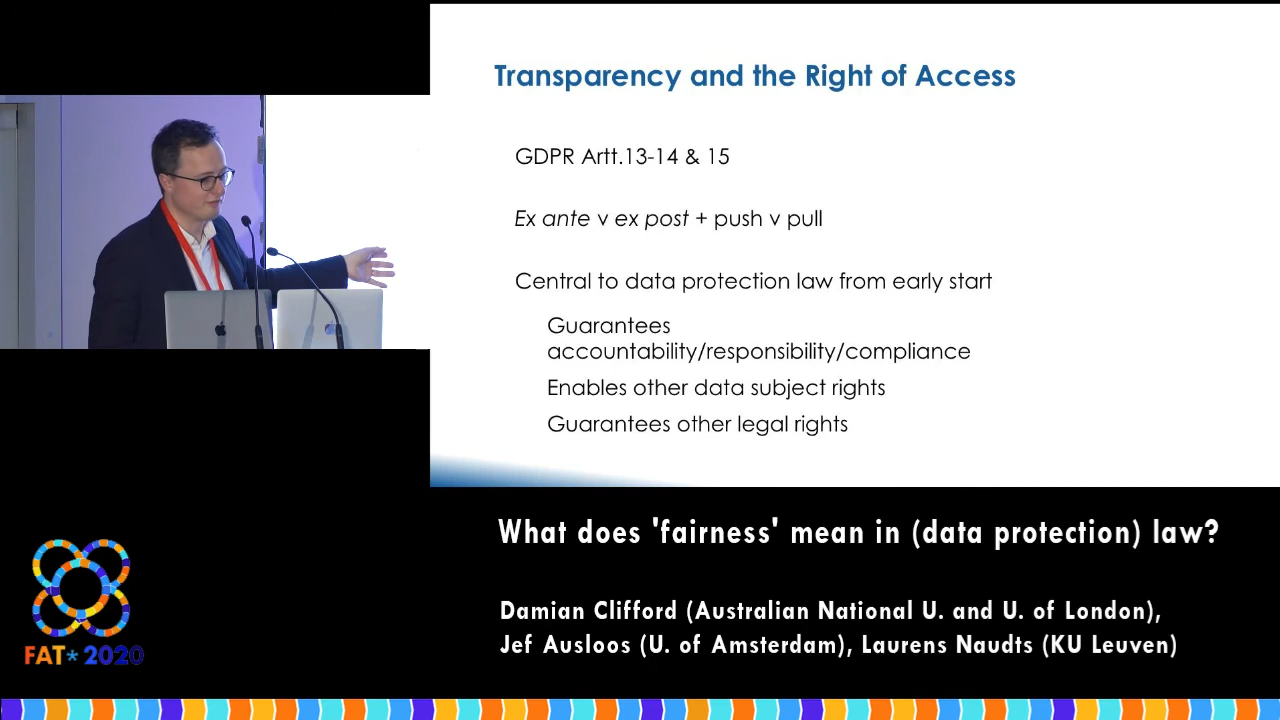 Transparency and the Right of Access
GDPR Artt.13-14 & 15
Ex ante v ex post + push v pull
Central to data protection law from early start
Guarantees
accountability/responsibility/compliance
Enables other data subject rights
Guarantees other legal rights
What does 'fairness' mean in (data protection) law?
Damian Clifford (Australian National U. and U. of London),
Jef Ausloos (U. of Amsterdam), Laurens Naudts (KU Leuven)
FAT* 2020